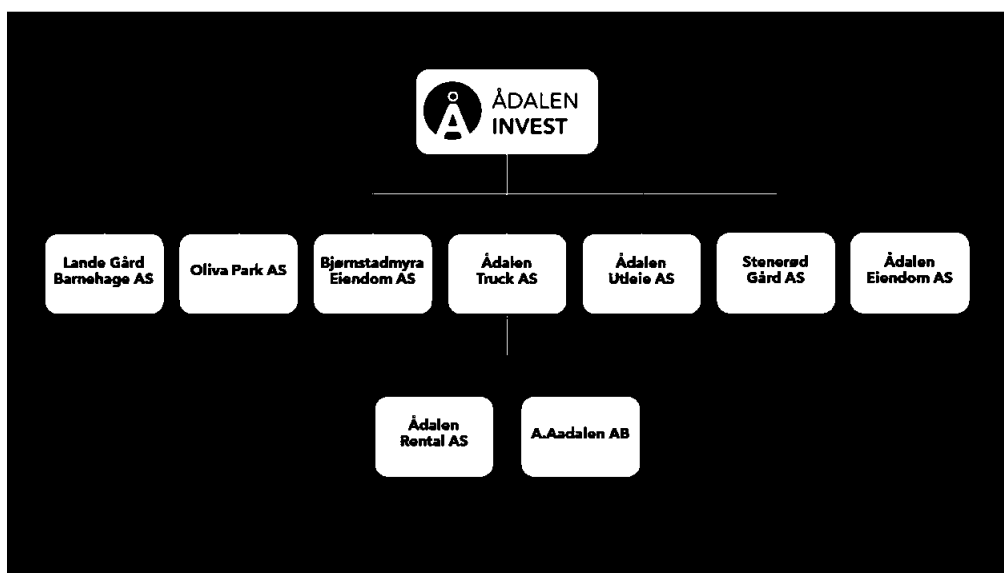 ÅDALEN
INVEST
Lande Gård
Barnehage AS
Oliva Park AS
Bjørnstadmyra
Eiendom AS
Ådalen
Truck AS
Ådalen
Utleie AS
Stenerød
Gård AS
Ådalen
Eiendom AS
Ådalen
Rental AS
A.Aadalen AB